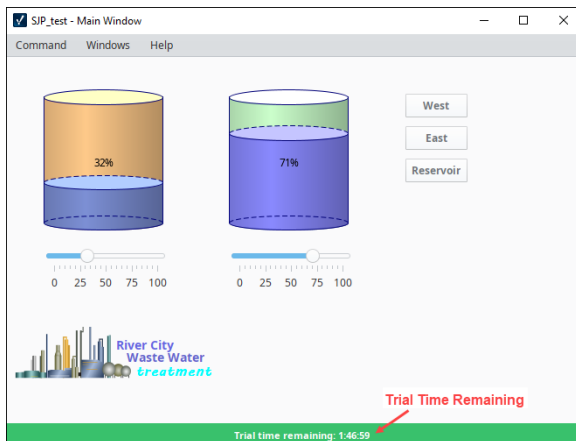 SJP_test - Main Window
Command Windows Help
32%
71%
West
East
Reservoir
0 25 50 75 100
0 25 50 75 100
River City
Waste Water
treatment
Trial Time Remaining
Trial time remaining: 1:46:59